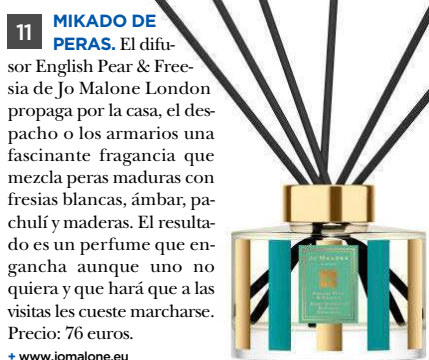 11 MIKADO DE
PERAS. El difu-
sor English Pear & Free-
sia de Jo Malone London
propaga por la casa, el des-
pacho o los armarios una
fascinante fragancia que
mezcla peras maduras con
fresias blancas, ámbar, pa-
chulí y maderas. El resulta-
do es un perfume que en-
gancha aunque uno no
quiera y que hará que a las
visitas les cueste marcharse.
Precio: 76 euros.
+ www.jomalone.eu
JO MALONE